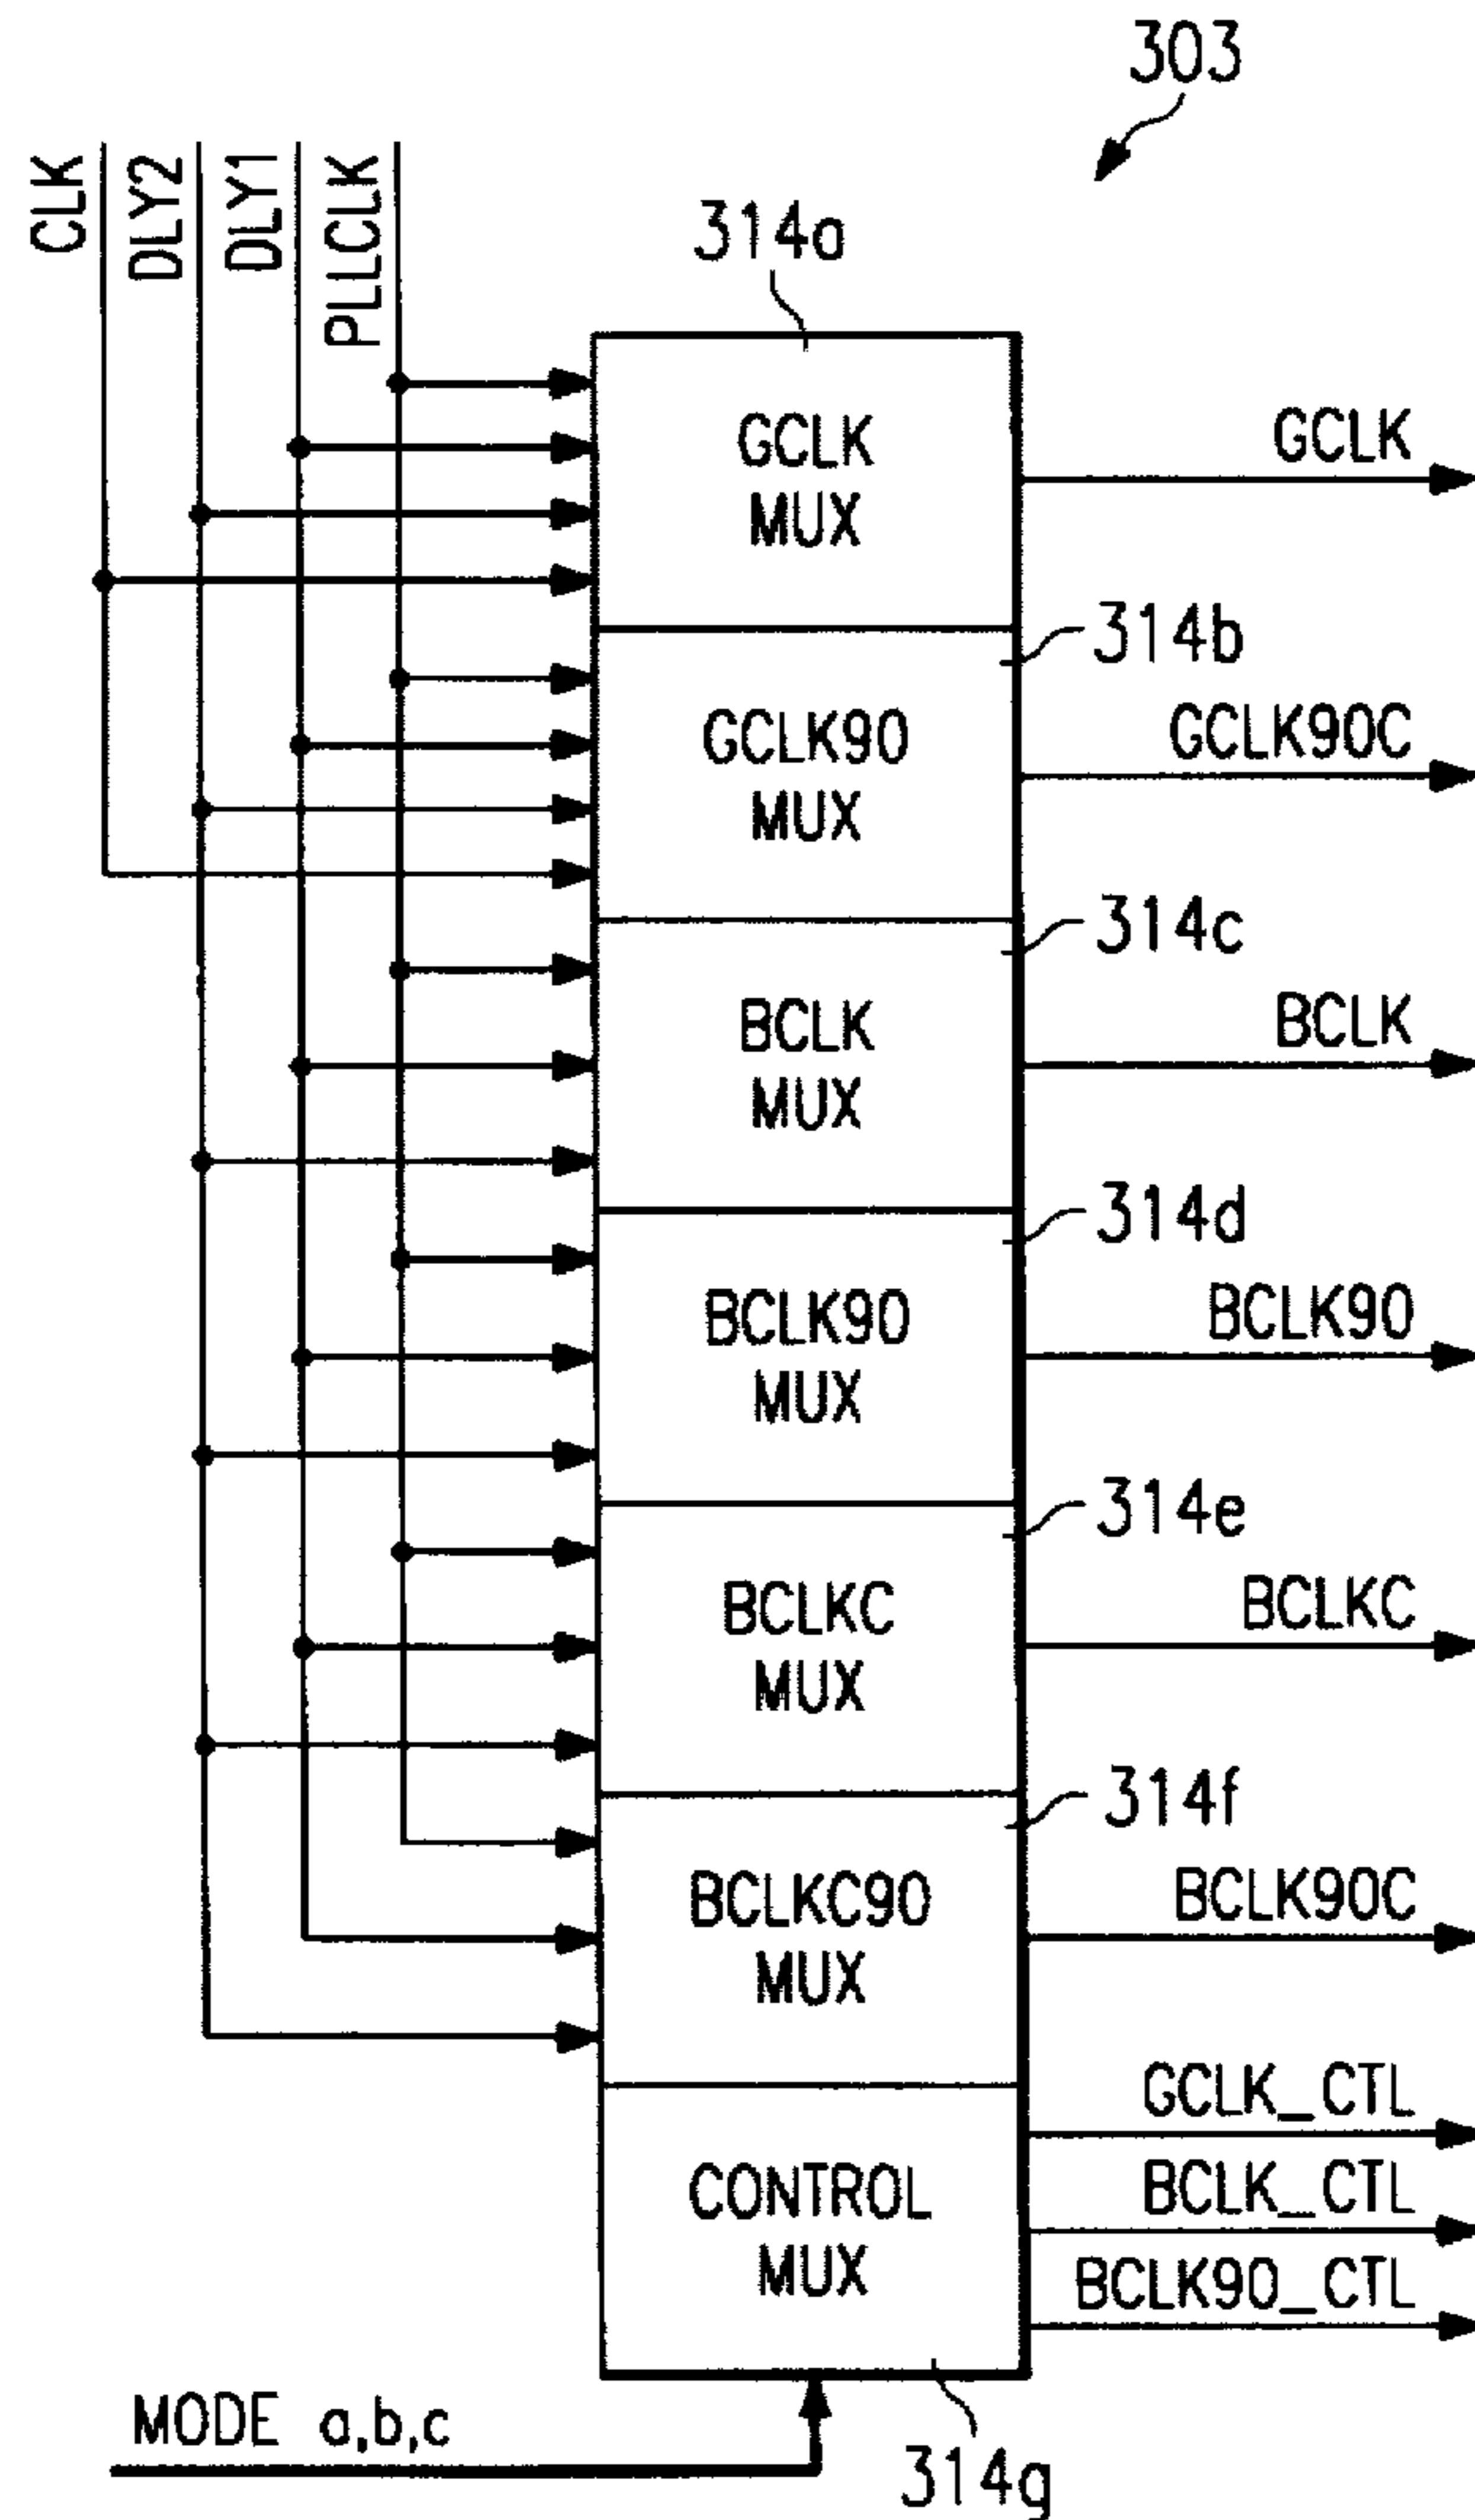 303
CLK
DLY2
DLY1
PLLCLK
314a
GCLK
MUX
GCLK
314b
GCLK90
MUX
GCLK90C
314c
BCLK
MUX
BCLK
314d
BCLK90
MUX
BCLK90
314e
BCLKC
MUX
BCLKC
314f
BCLKC90
MUX
BCLK90C
CONTROL
MUX
GCLK_CTL
BCLK_CTL
BCLK90_CTL
MODE a,b,c
314g